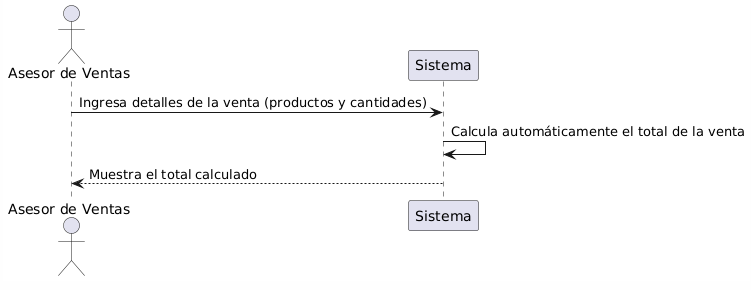 Asesor de Ventas
Sistema
Ingresa detalles de la venta (productos y cantidades)
Calcula automáticamente el total de la venta
Muestra el total calculado
Asesor de Ventas
Sistema